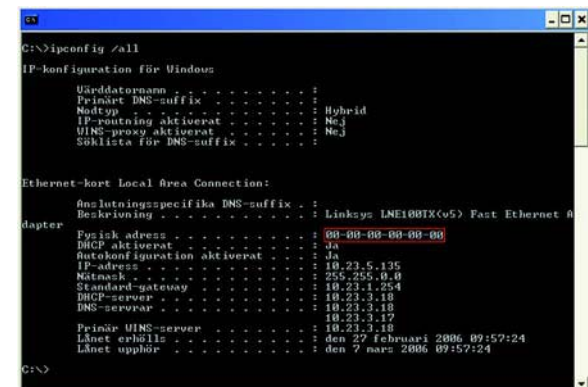 C:\>ipconfig /all
IP-konfiguration för Windows
Värddatornamn . . . . . . . . . . :
Primärt DNS-suffix . . . . . . . :
Nodtyp . . . . . . . . . . . . . : Hybrid
IP-routning aktiverat . . . . . . : Nej
WINS-proxy aktiverat . . . . . . : Nej
Söklista för DNS-suffix . . . . . :
Ethernet-kort Local Area Connection:
Anslutningsspecifika DNS-suffix . :
Beskrivning . . . . . . . . . . . : Linksys LNE100TX(v5) Fast Ethernet A
dapter
Fysisk adress . . . . . . . . . . : 00-00-00-00-00-00
DHCP aktiverat . . . . . . . . . : Ja
Autokonfiguration aktiverat . . . : Ja
IP-adress . . . . . . . . . . . . : 10.23.5.135
Nätmask . . . . . . . . . . . . . : 255.255.0.0
Standard-gateway . . . . . . . . : 10.23.1.254
DHCP-server . . . . . . . . . . . : 10.23.3.18
DNS-servrar . . . . . . . . . . . : 10.23.3.18
10.23.3.17
Primär WINS-server . . . . . . . : 10.23.3.18
Lånet erhölls . . . . . . . . . . : den 27 februari 2006 09:57:24
Lånet upphör . . . . . . . . . . : den 7 mars 2006 09:57:24
C:\>